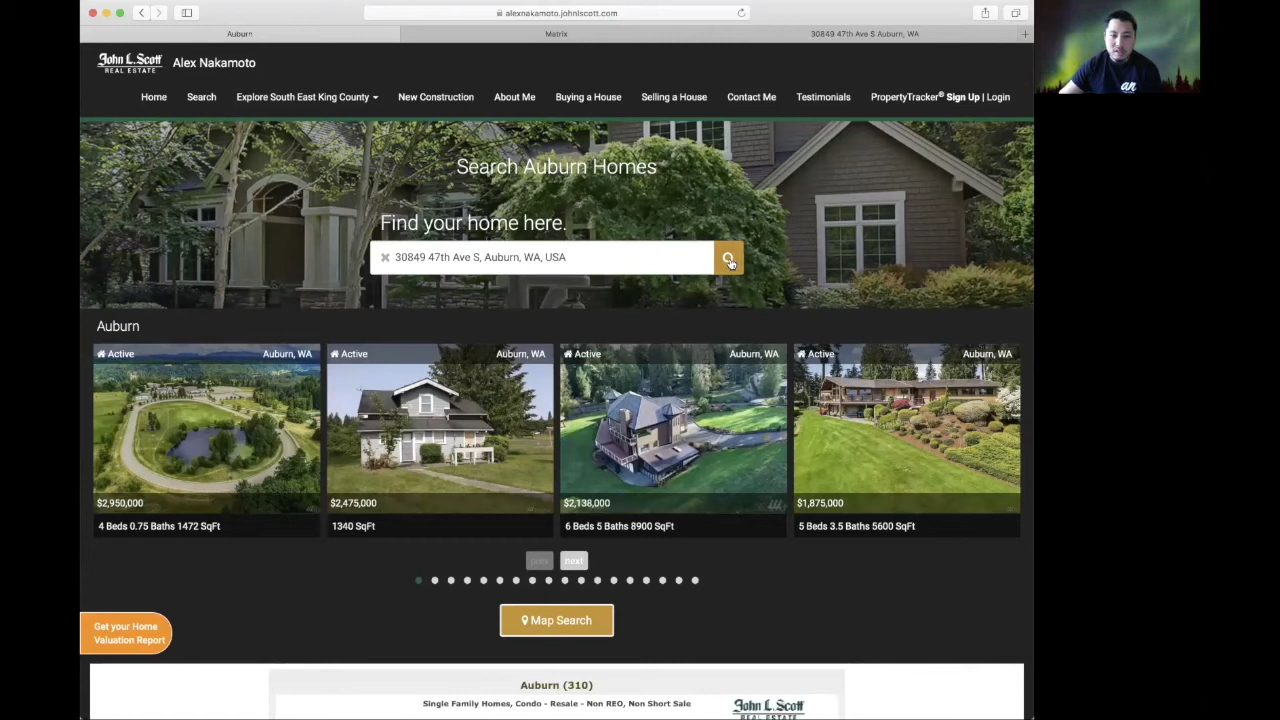 alexnakamoto.johnlscott.com
Auburn
Matrix
30849 47th Ave S Auburn, WA
John L. Scott
REAL ESTATE
Alex Nakamoto
Home
Search
Explore South East King County
New Construction
About Me
Buying a House
Selling a House
Contact Me
Testimonials
PropertyTracker® Sign Up | Login
Search Auburn Homes
Find your home here.
30849 47th Ave S, Auburn, WA, USA
Auburn
Active
Auburn, WA
$2,950,000
4 Beds 0.75 Baths 1472 SqFt
Active
Auburn, WA
$2,475,000
1340 SqFt
Active
Auburn, WA
$2,138,000
6 Beds 5 Baths 8900 SqFt
Active
Auburn, WA
$1,875,000
5 Beds 3.5 Baths 5600 SqFt
prev
next
Map Search
Get your Home
Valuation Report
Auburn (310)
Single Family Homes, Condo - Resale - Non REO, Non Short Sale
John L. Scott
REAL ESTATE